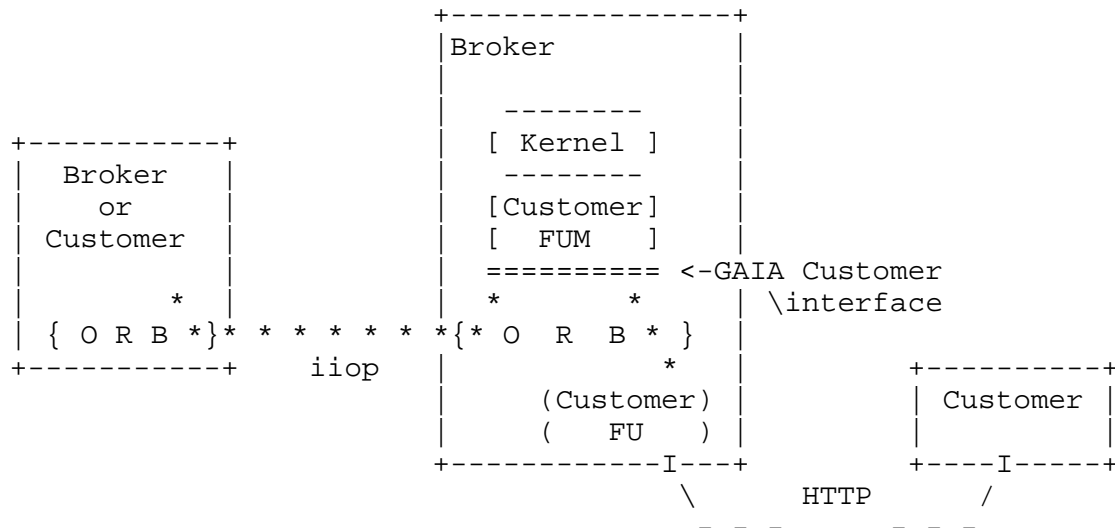 Broker
[ Kernel ]
Broker
or
Customer
[Customer]
[ FUM ]
<-GAIA Customer
\interface
{ O R B *}* * * * * * *{* O R B * }
iiop
(Customer)
( FU )
Customer
I
I
HTTP